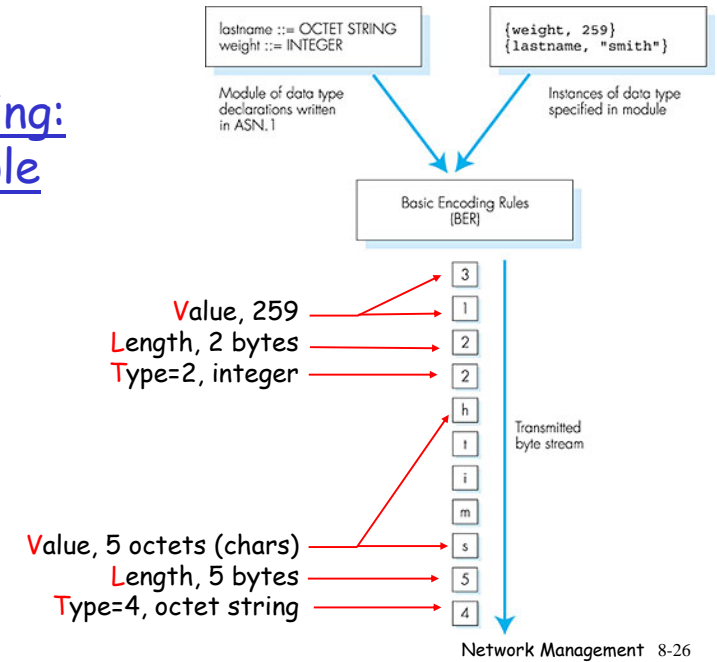 ing:
le
lastname ::= OCTET STRING
weight ::= INTEGER
{weight, 259}
{lastname, "smith"}
Module of data type
declarations written
in ASN.1
Instances of data type
specified in module
Basic Encoding Rules
(BER)
3
1
2
2
h
t
i
m
s
5
4
Value, 259
Length, 2 bytes
Type=2, integer
Value, 5 octets (chars)
Length, 5 bytes
Type=4, octet string
Transmitted
byte stream
Network Management 8-26